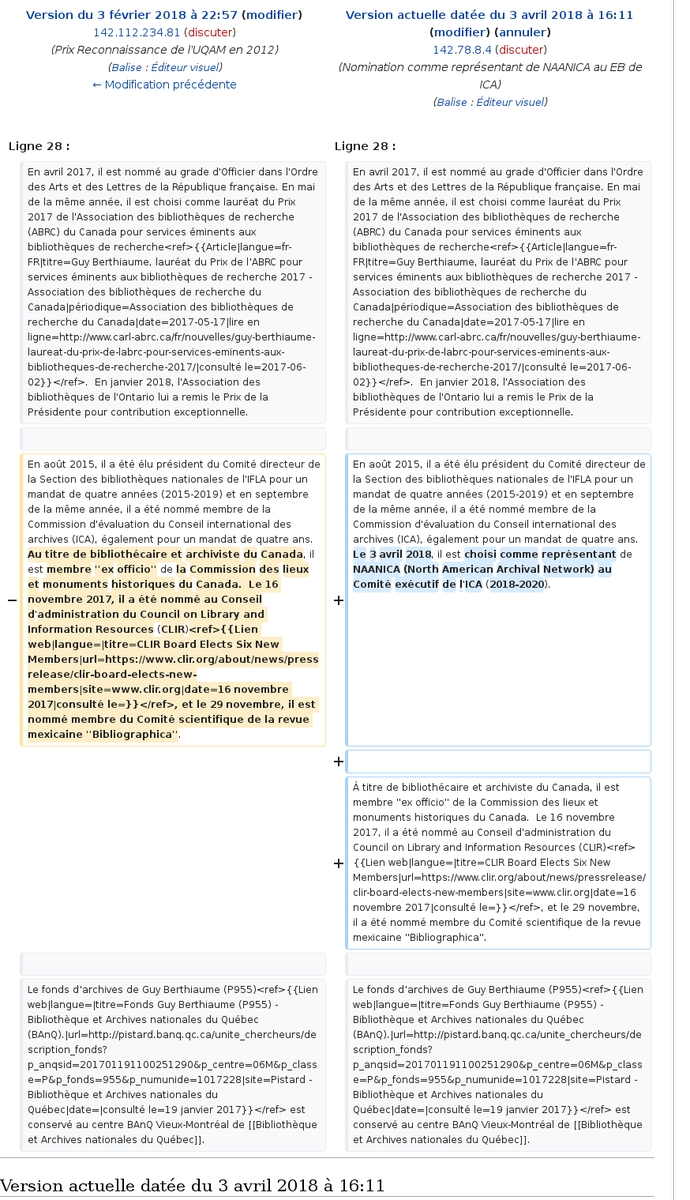 Version du 3 février 2018 à 22:57 (modifier)
142.112.234.81 (discuter)
(Prix Reconnaissance de l'UQAM en 2012)
(Balise : Éditeur visuel)
← Modification précédente
Version actuelle datée du 3 avril 2018 à 16:11
(modifier) (annuler)
142.78.8.4 (discuter)
(Nomination comme représentant de NAANICA au EB de
ICA)
(Balise : Éditeur visuel)
Ligne 28 :
Ligne 28 :
En avril 2017, il est nommé au grade d'Officier dans l'Ordre
des Arts et des Lettres de la République française. En mai
de la même année, il est choisi comme lauréat du Prix
2017 de l'Association des bibliothèques de recherche
(ABRC) du Canada pour services éminents aux
bibliothèques de recherche<ref>{{Article|langue=fr-
FR|titre=Guy Berthiaume, lauréat du Prix de l'ABRC pour
services éminents aux bibliothèques de recherche 2017 -
Association des bibliothèques de recherche du
Canada|périodique=Association des bibliothèques de
recherche du Canada|date=2017-05-17|lire en
ligne=http://www.carl-abrc.ca/fr/nouvelles/guy-berthiaume-
laureat-du-prix-de-labrc-pour-services-eminents-aux-
bibliotheques-de-recherche-2017/|consulté le=2017-06-
02}}</ref>.  En janvier 2018, l'Association des
bibliothèques de l'Ontario lui a remis le Prix de la
Présidente pour contribution exceptionnelle.
En avril 2017, il est nommé au grade d'Officier dans l'Ordre
des Arts et des Lettres de la République française. En mai
de la même année, il est choisi comme lauréat du Prix
2017 de l'Association des bibliothèques de recherche
(ABRC) du Canada pour services éminents aux
bibliothèques de recherche<ref>{{Article|langue=fr-
FR|titre=Guy Berthiaume, lauréat du Prix de l'ABRC pour
services éminents aux bibliothèques de recherche 2017 -
Association des bibliothèques de recherche du
Canada|périodique=Association des bibliothèques de
recherche du Canada|date=2017-05-17|lire en
ligne=http://www.carl-abrc.ca/fr/nouvelles/guy-berthiaume-
laureat-du-prix-de-labrc-pour-services-eminents-aux-
bibliotheques-de-recherche-2017/|consulté le=2017-06-
02}}</ref>.  En janvier 2018, l'Association des
bibliothèques de l'Ontario lui a remis le Prix de la
Présidente pour contribution exceptionnelle.
−
En août 2015, il a été élu président du Comité directeur de
la Section des bibliothèques nationales de l'IFLA pour un
mandat de quatre années (2015-2019) et en septembre
de la même année, il a été nommé membre de la
Commission d'évaluation du Conseil international des
archives (ICA), également pour un mandat de quatre ans.
Au titre de bibliothécaire et archiviste du Canada, il
est membre ''ex officio'' de la Commission des lieux
et monuments historiques du Canada.  Le 16
novembre 2017, il a été nommé au Conseil
d'administration du Council on Library and
Information Resources (CLIR)<ref>{{Lien
web|langue=|titre=CLIR Board Elects Six New
Members|url=https://www.clir.org/about/news/press
release/clir-board-elects-new-
members|site=www.clir.org|date=16 novembre
2017|consulté le=}}</ref>, et le 29 novembre, il est
nommé membre du Comité scientifique de la revue
mexicaine ''Bibliographica''.
+
En août 2015, il a été élu président du Comité directeur de
la Section des bibliothèques nationales de l'IFLA pour un
mandat de quatre années (2015-2019) et en septembre
de la même année, il a été nommé membre de la
Commission d'évaluation du Conseil international des
archives (ICA), également pour un mandat de quatre ans.
Le 3 avril 2018, il est choisi comme représentant de
NAANICA (North American Archival Network) au
Comité exécutif de l'ICA (2018-2020).
+
+
À titre de bibliothécaire et archiviste du Canada, il est
membre ''ex officio'' de la Commission des lieux et
monuments historiques du Canada.  Le 16 novembre
2017, il a été nommé au Conseil d'administration du
Council on Library and Information Resources (CLIR)<ref>
{{Lien web|langue=|titre=CLIR Board Elects Six New
Members|url=https://www.clir.org/about/news/pressrelease/
clir-board-elects-new-members|site=www.clir.org|date=16
novembre 2017|consulté le=}}</ref>, et le 29 novembre,
il a été nommé membre du Comité scientifique de la revue
mexicaine ''Bibliographica''.
Le fonds d'archives de Guy Berthiaume (P955)<ref>{{Lien
web|langue=|titre=Fonds Guy Berthiaume (P955) -
Bibliothèque et Archives nationales du Québec
(BAnQ).|url=http://pistard.banq.qc.ca/unite_chercheurs/de
scription_fonds?
p_anqsid=201701191100251290&p_centre=06M&p_class
e=P&p_fonds=955&p_numunide=1017228|site=Pistard -
Bibliothèque et Archives nationales du
Québec|date=|consulté le=19 janvier 2017}}</ref> est
conservé au centre BAnQ Vieux-Montréal de [[Bibliothèque
et Archives nationales du Québec]].
Le fonds d'archives de Guy Berthiaume (P955)<ref>{{Lien
web|langue=|titre=Fonds Guy Berthiaume (P955) -
Bibliothèque et Archives nationales du Québec
(BAnQ).|url=http://pistard.banq.qc.ca/unite_chercheurs/de
scription_fonds?
p_anqsid=201701191100251290&p_centre=06M&p_class
e=P&p_fonds=955&p_numunide=1017228|site=Pistard -
Bibliothèque et Archives nationales du
Québec|date=|consulté le=19 janvier 2017}}</ref> est
conservé au centre BAnQ Vieux-Montréal de [[Bibliothèque
et Archives nationales du Québec]].
Version actuelle datée du 3 avril 2018 à 16:11